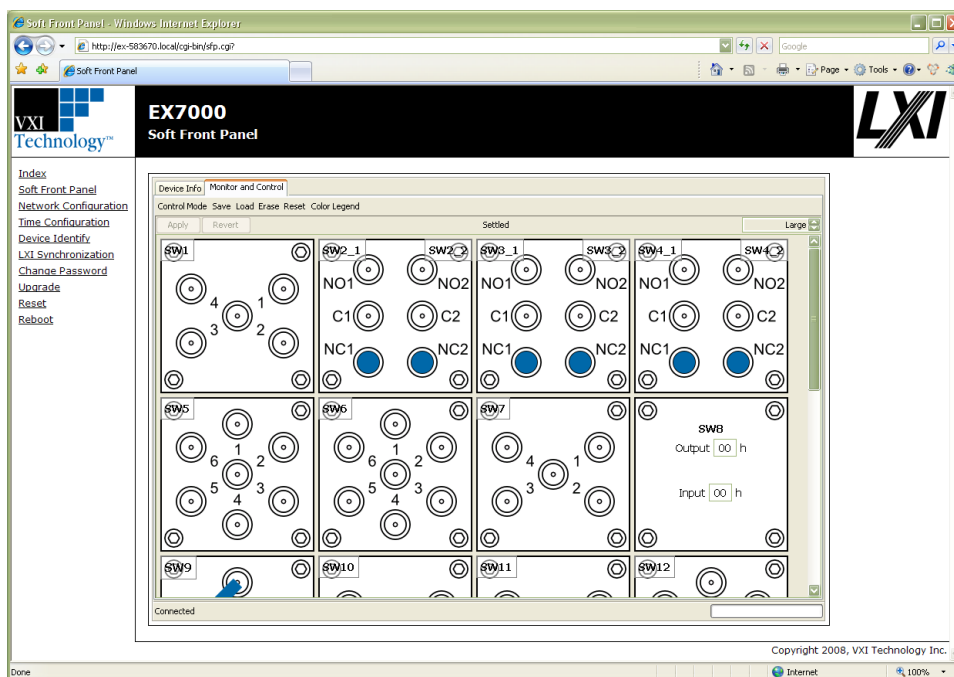 Soft Front Panel - Windows Internet Explorer
http://ex-583670.local/cgi-bin/sfp.cgi?
Google
Soft Front Panel
Page
Tools
VXI
Technology™
EX7000
Soft Front Panel
LXI
Index
Soft Front Panel
Network Configuration
Time Configuration
Device Identify
LXI Synchronization
Change Password
Upgrade
Reset
Reboot
Device Info Monitor and Control
Control Mode Save Load Erase Reset Color Legend
Apply Revert Settled Large
SW1 SW2_1 SW2_2 SW3_1 SW3_2 SW4_1 SW4_2
NO1 NO2 NO1 NO2 NO1 NO2
4 1
C1 C2 C1 C2 C1 C2
3 2
NC1 NC2 NC1 NC2 NC1 NC2
SW5 SW6 SW7
SW8
1 1
Output 00 h
6 2 6 2 4 1
5 3 5 3 3 2
4 4
Input 00 h
SW9 SW10 SW11 SW12
Connected
Copyright 2008, VXI Technology Inc.
Done Internet 100%